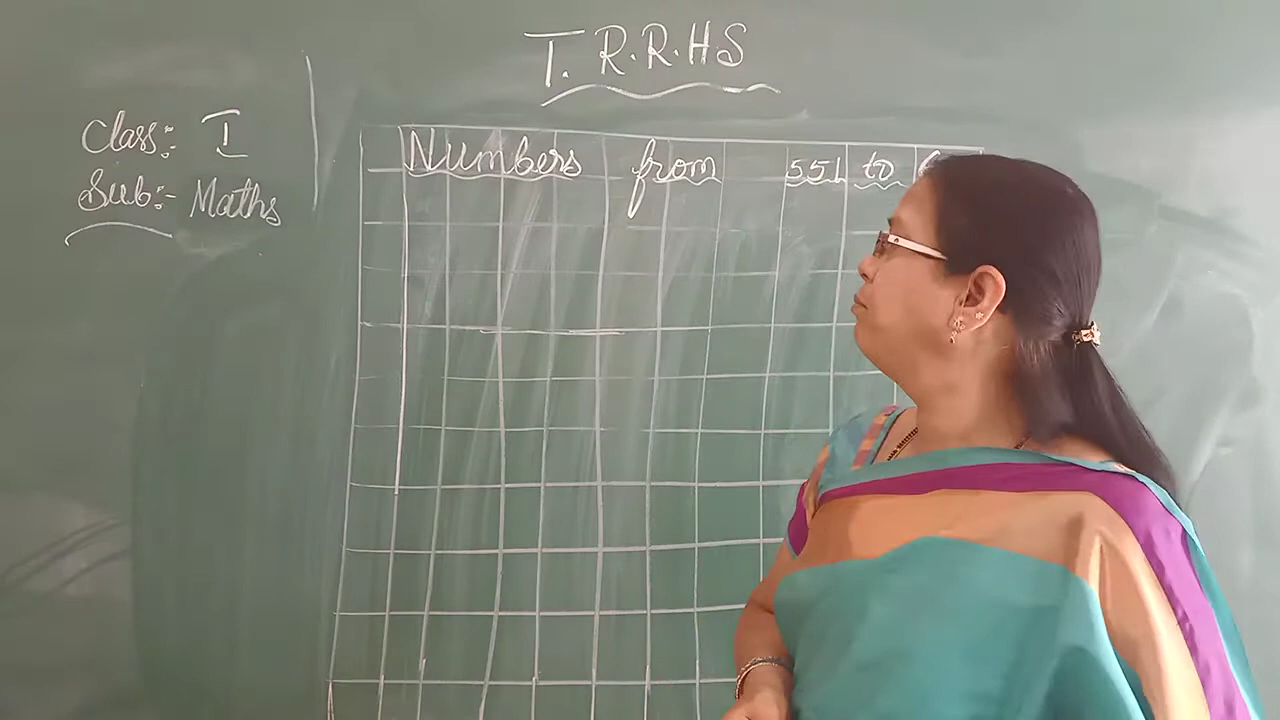 T. R.R.HS
Class:- I
Sub:- Maths
Numbers from 551 to